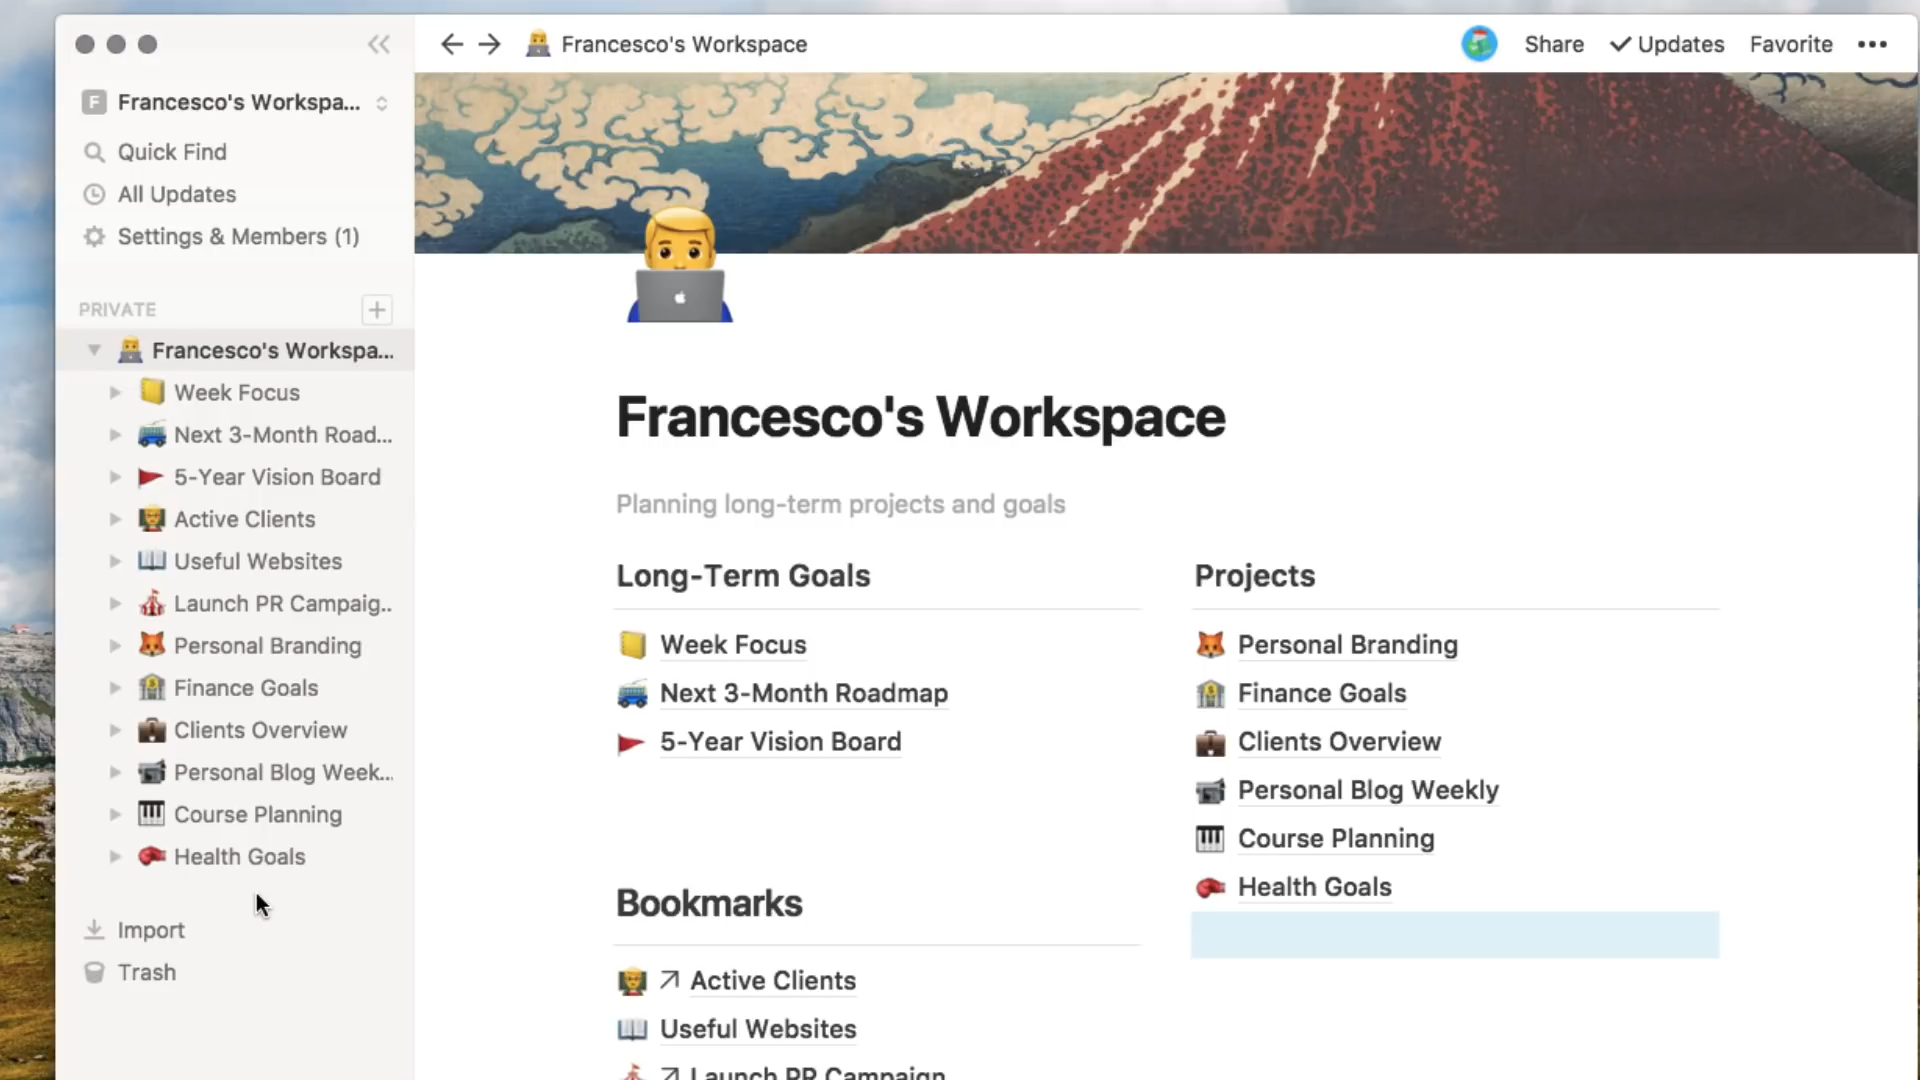 Francesco's Workspace
Share
Updates
Favorite
F
Francesco's Workspa...
Quick Find
All Updates
Settings & Members (1)
PRIVATE
Francesco's Workspa...
Week Focus
Next 3-Month Road...
5-Year Vision Board
Active Clients
Useful Websites
Launch PR Campaig..
Personal Branding
Finance Goals
Clients Overview
Personal Blog Week...
Course Planning
Health Goals
Import
Trash
Francesco's Workspace
Planning long-term projects and goals
Long-Term Goals
Week Focus
Next 3-Month Roadmap
5-Year Vision Board
Bookmarks
Active Clients
Useful Websites
Launch PR Campaign
Projects
Personal Branding
Finance Goals
Clients Overview
Personal Blog Weekly
Course Planning
Health Goals